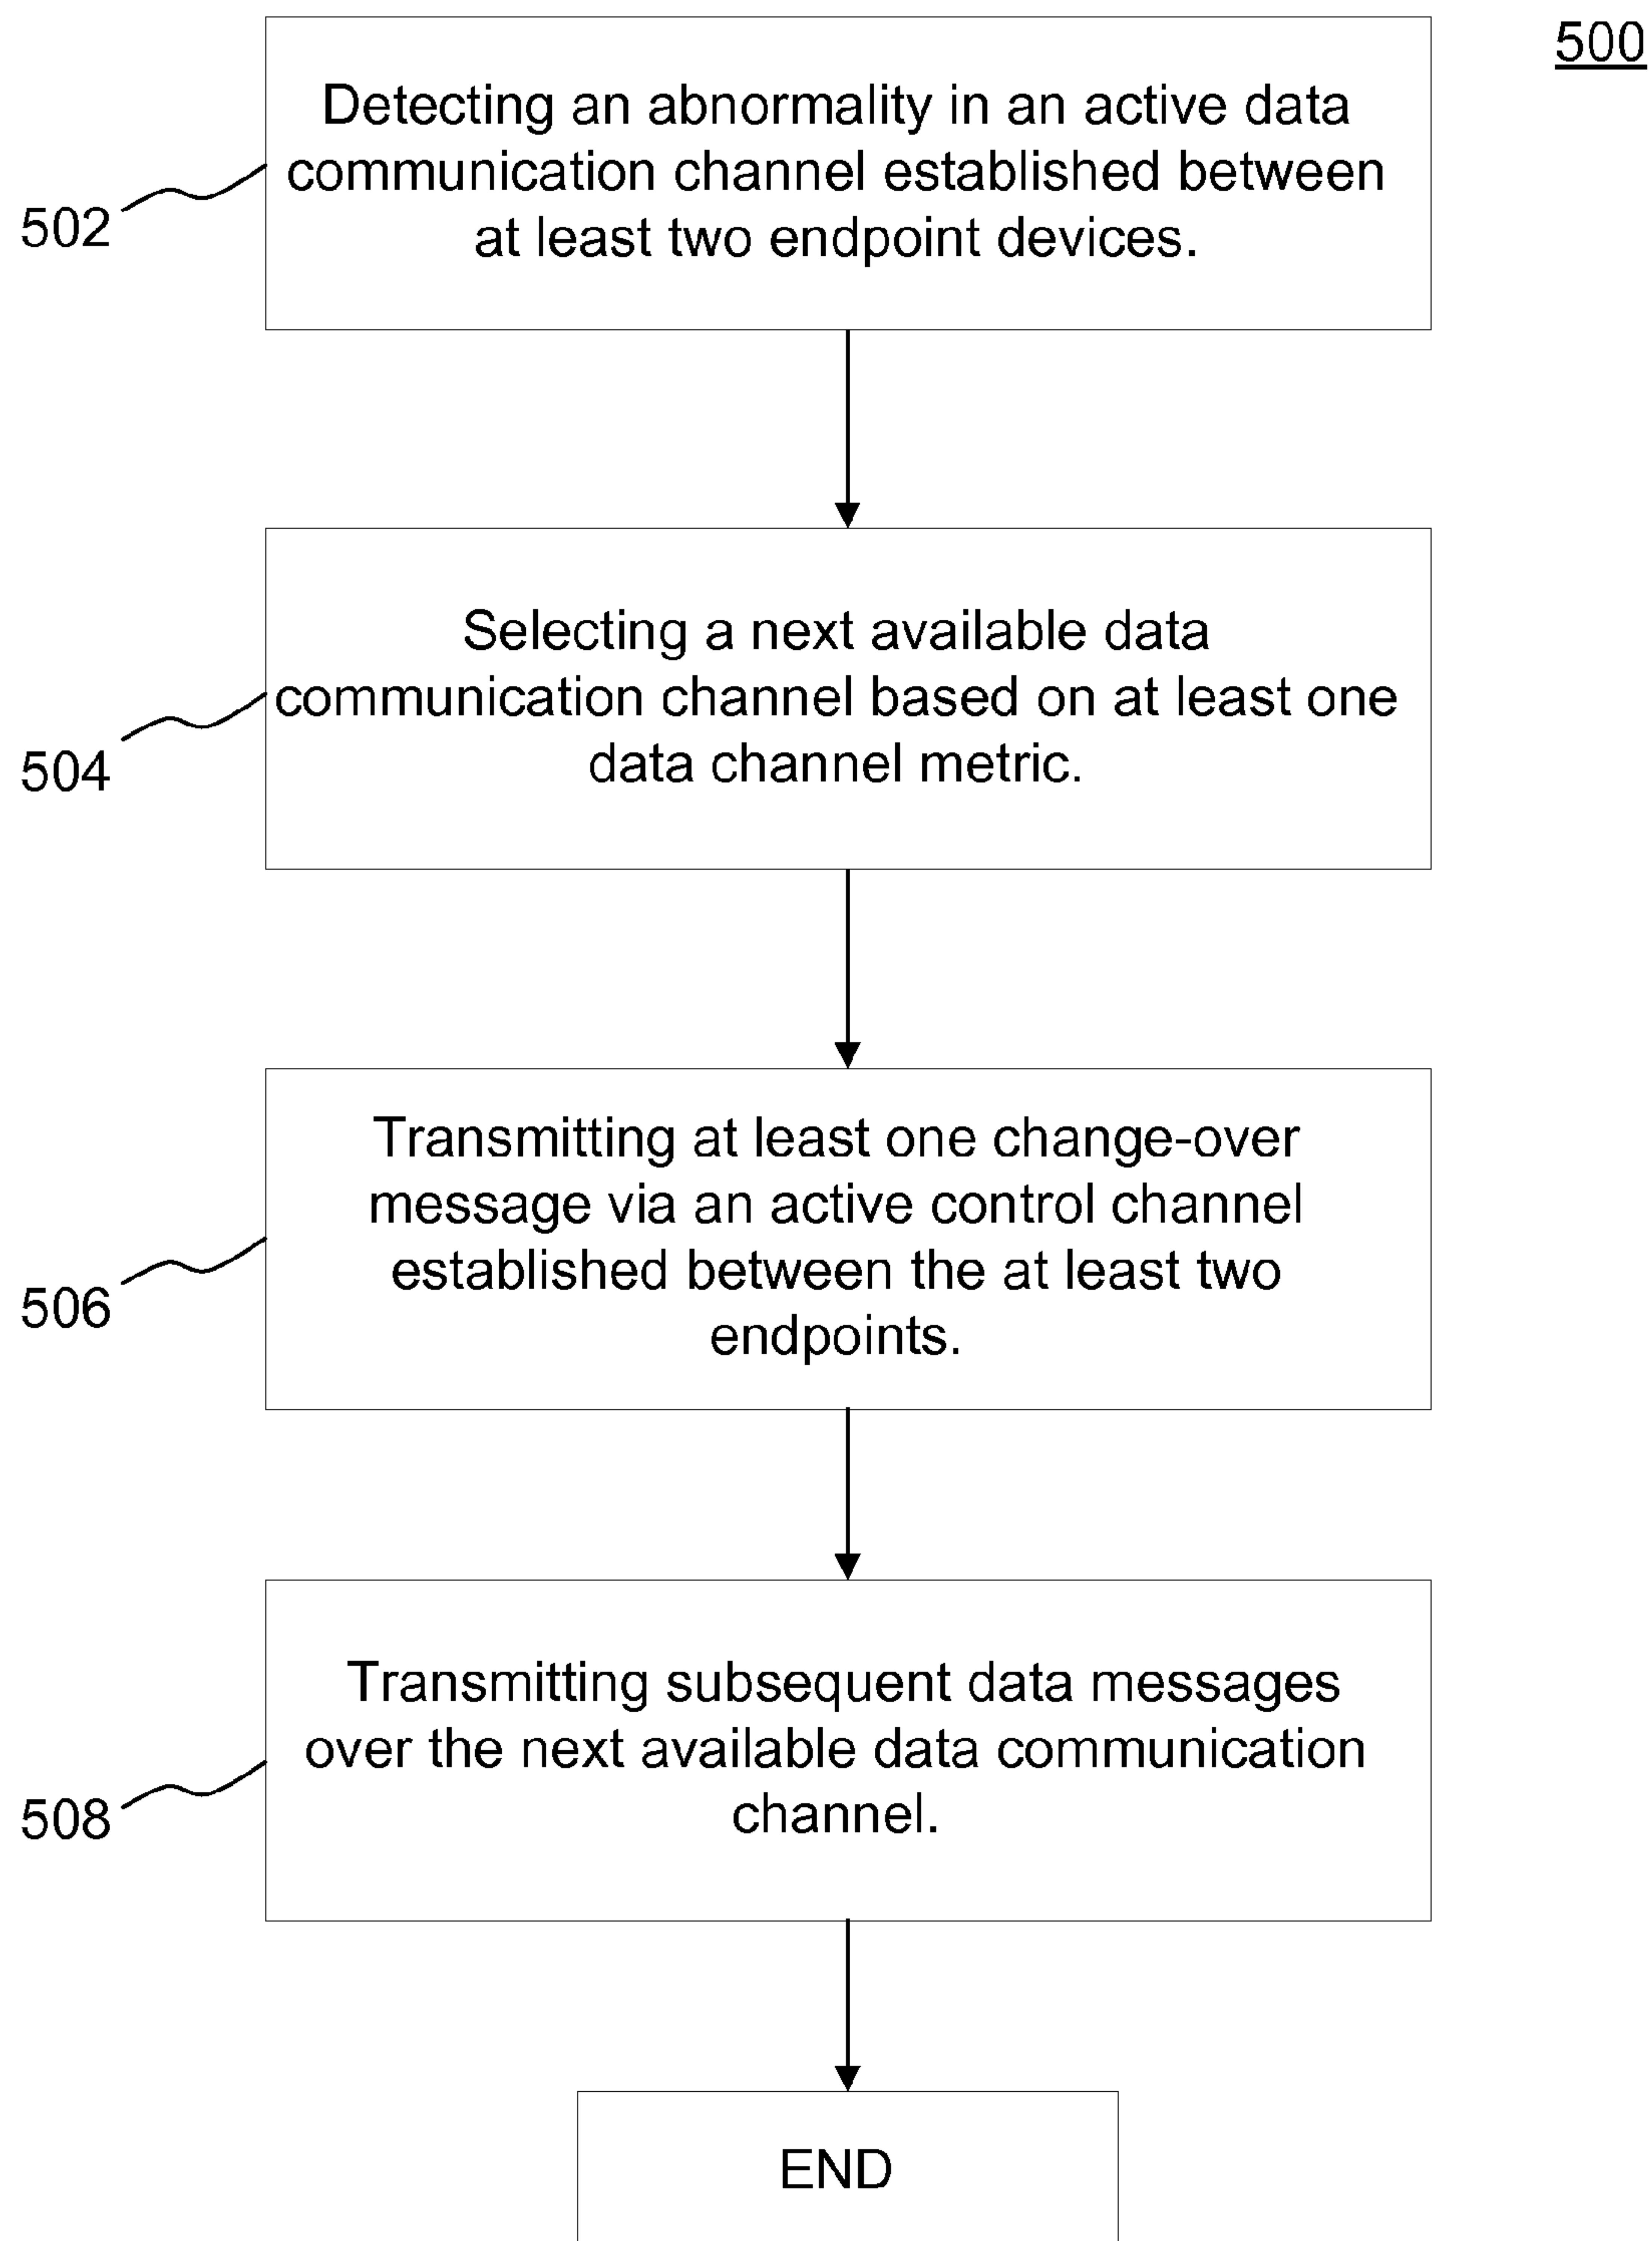 500
Detecting an abnormality in an active data
communication channel established between
at least two endpoint devices.
502
Selecting a next available data
communication channel based on at least one
data channel metric.
504
Transmitting at least one change-over
message via an active control channel
established between the at least two
endpoints.
506
Transmitting subsequent data messages
over the next available data communication
channel.
508
END